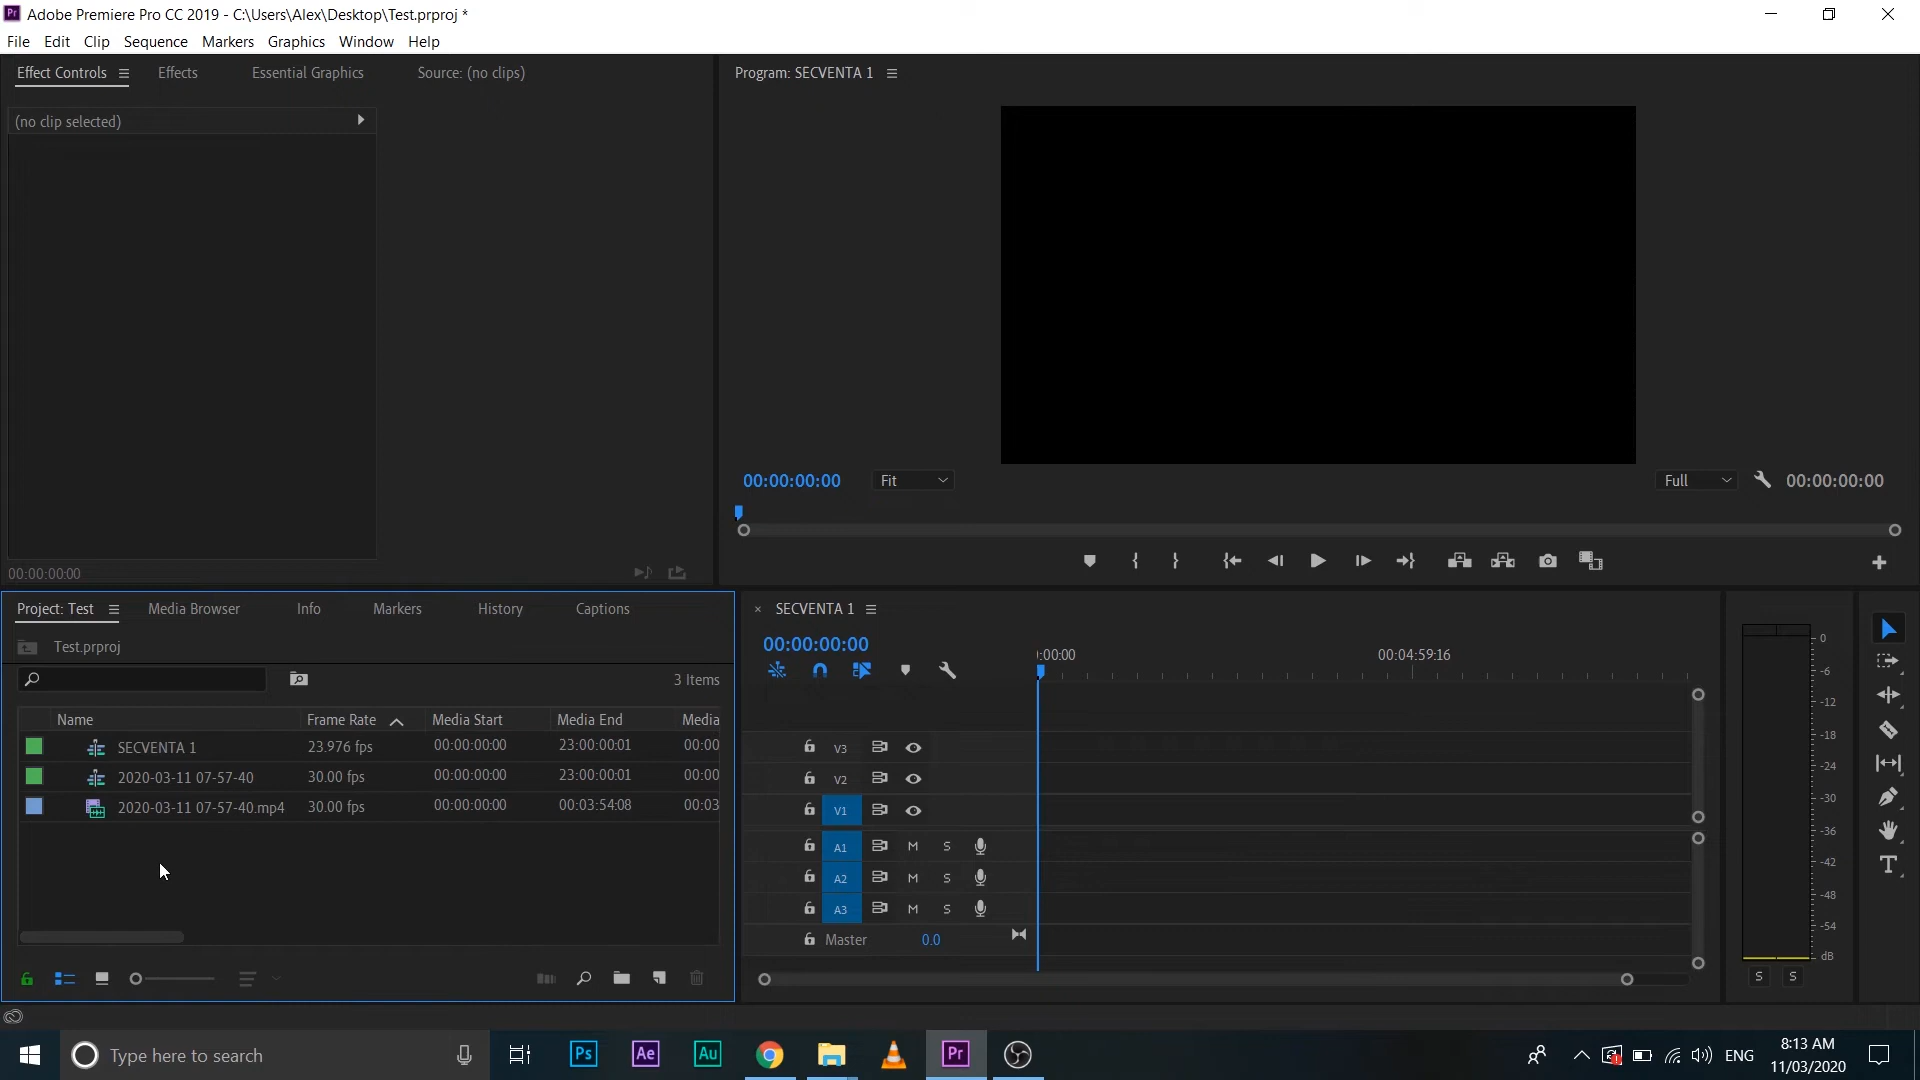 Adobe Premiere Pro CC 2019 - C:\Users\Alex\Desktop\Test.prproj *
File Edit Clip Sequence Markers Graphics Window Help
Effect Controls Effects Essential Graphics Source: (no clips)
Program: SECVENTA 1
(no clip selected)
00:00:00:00 Fit Full 00:00:00:00
00:00:00:00
Project: Test Media Browser Info Markers History Captions
SECVENTA 1
Test.prproj
00:00:00:00
:00:00 00:04:59:16
3 Items
Name Frame Rate Media Start Media End Media
SECVENTA 1 23.976 fps 00:00:00:00 23:00:00:01 00:00
2020-03-11 07-57-40 30.00 fps 00:00:00:00 23:00:00:01 00:00
2020-03-11 07-57-40.mp4 30.00 fps 00:00:00:00 00:03:54:08 00:03
V3
V2
V1
A1 M S
A2 M S
A3 M S
Master 0.0
0
-6
-12
-18
-24
-30
-36
-42
-48
-54
dB
S S
T
Type here to search
Ps Ae Au Pr
ENG
8:13 AM
11/03/2020